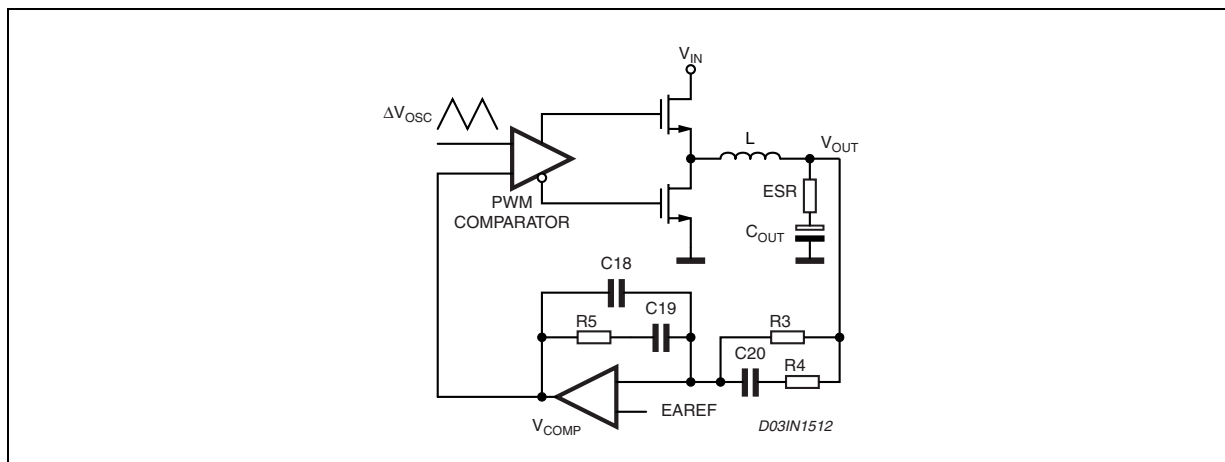 V_IN
ΔV_OSC
L
V_OUT
ESR
PWM
COMPARATOR
C_OUT
C18
C19
R5
R3
C20
R4
EAREF
V_COMP
D03IN1512